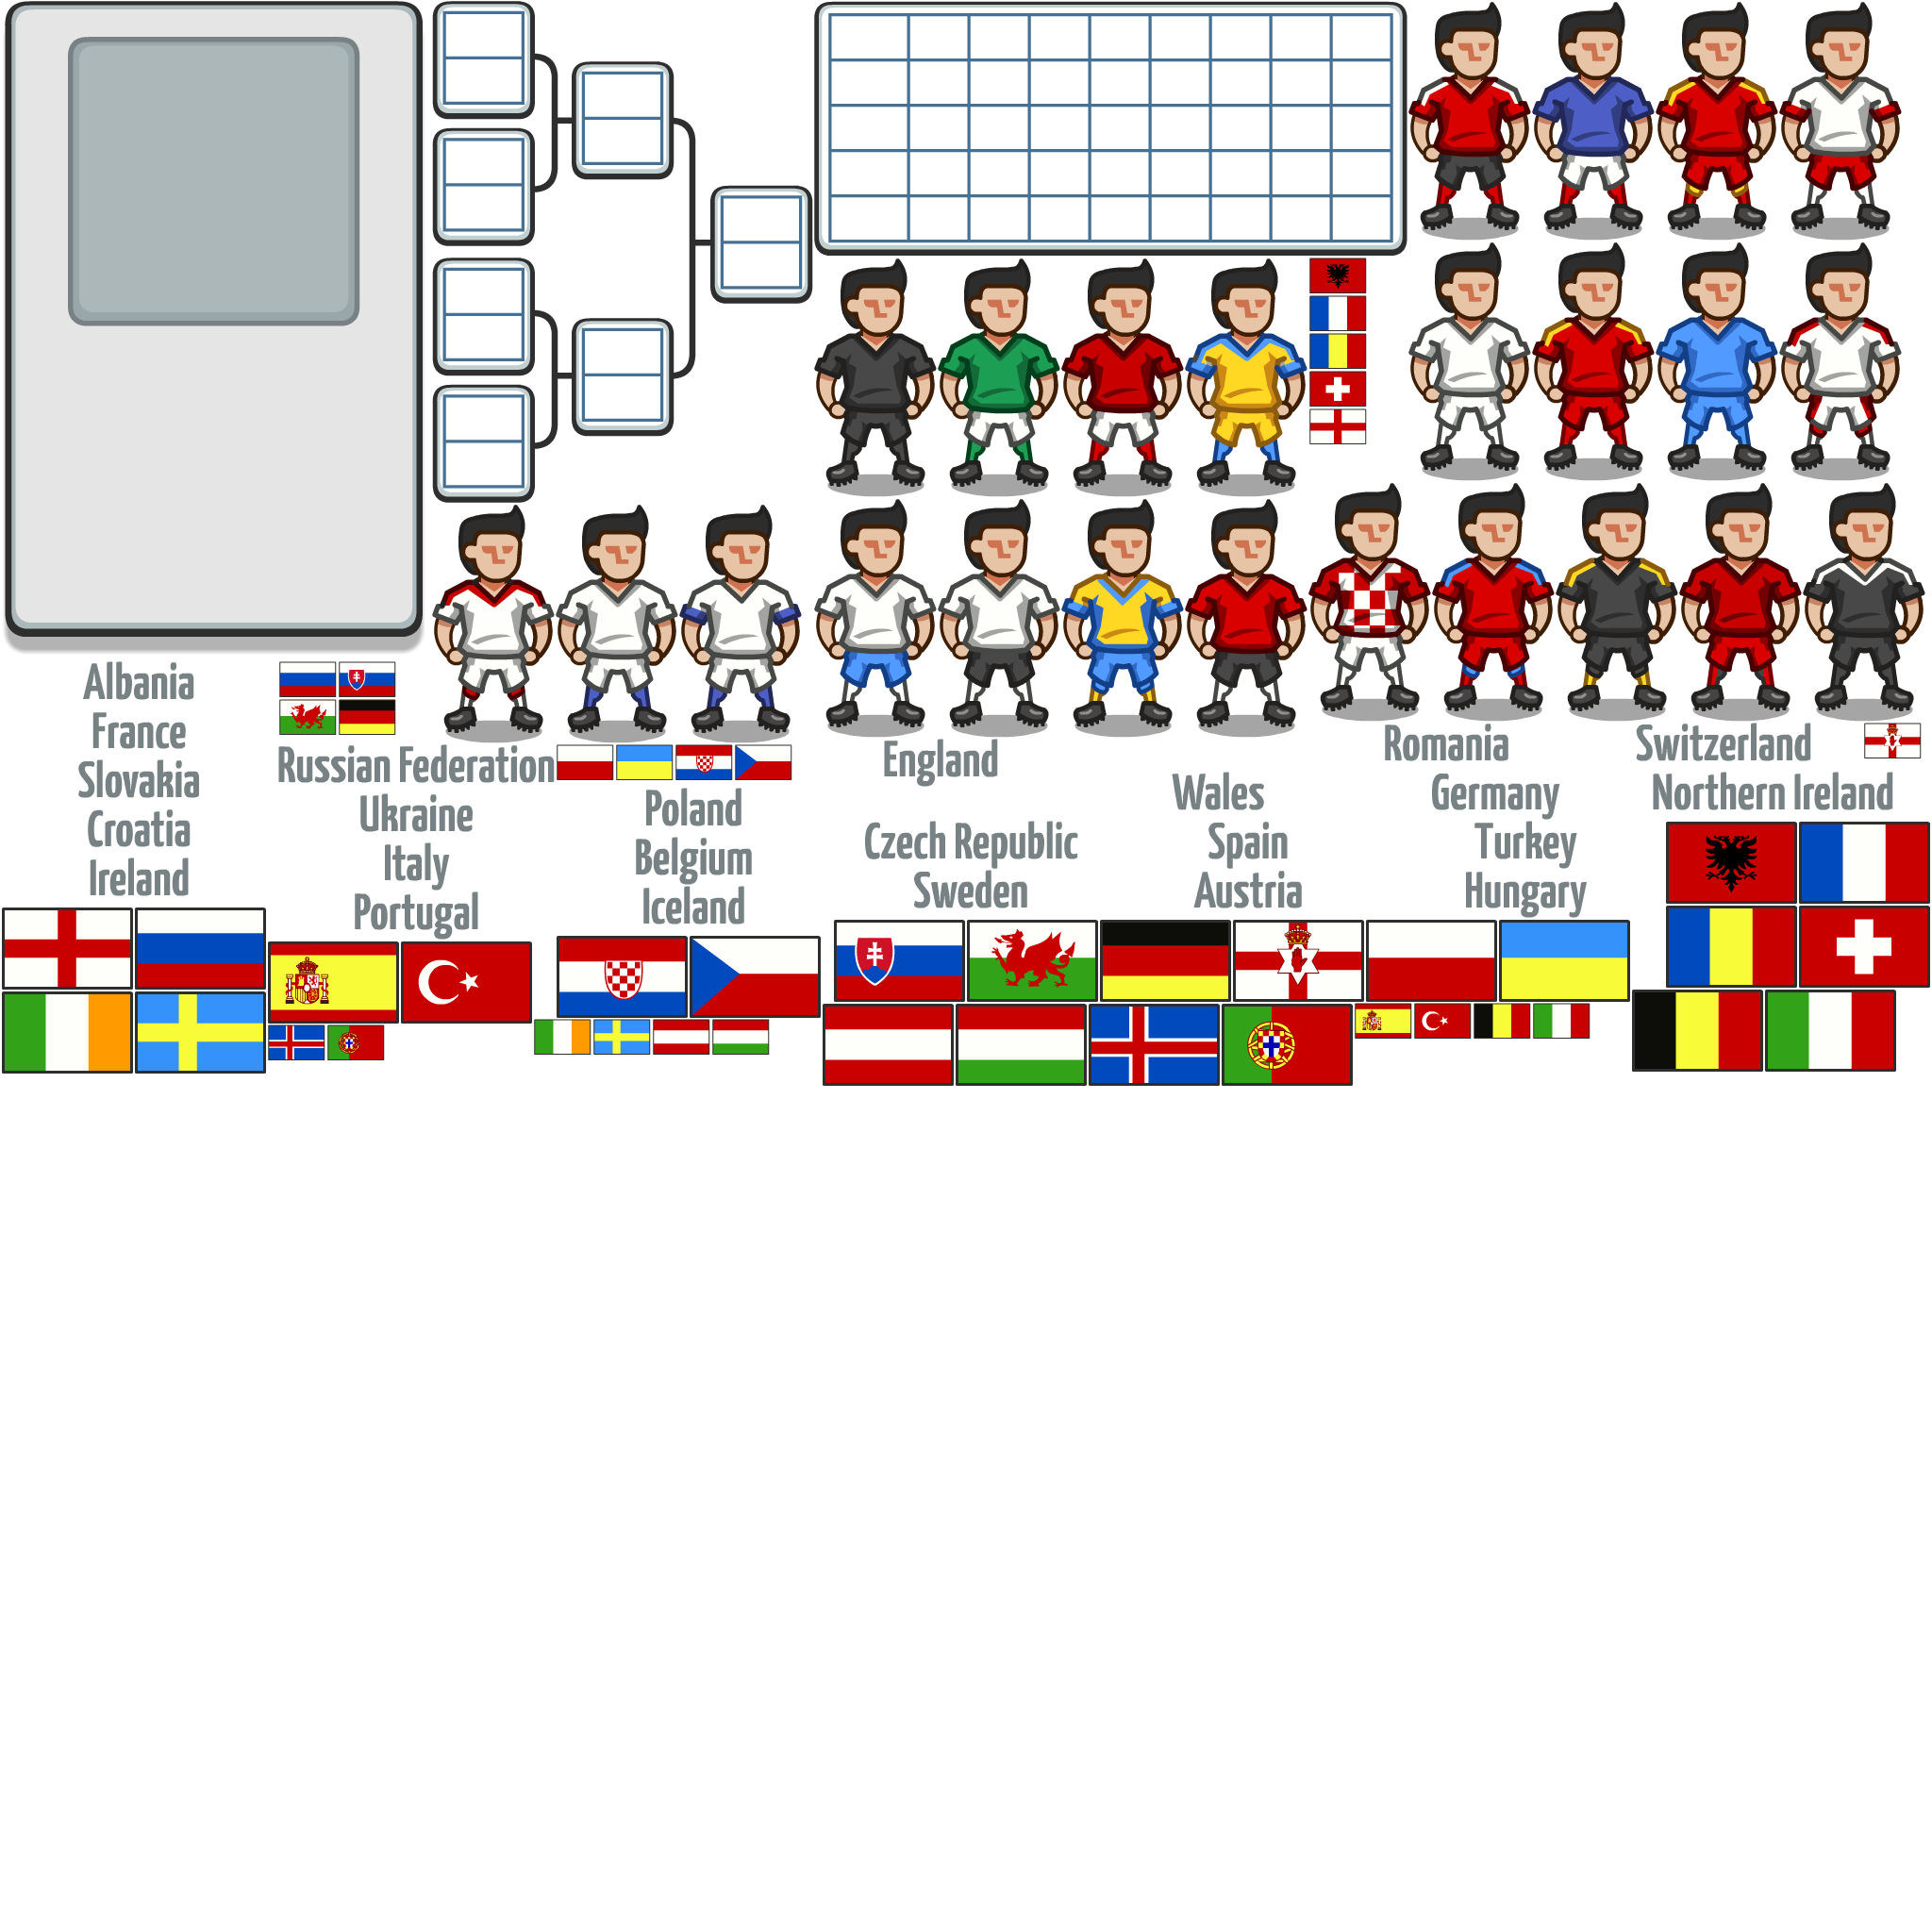 Albania
France
Slovakia
Croatia
Ireland
Russian Federation
Ukraine
Italy
Portugal
Poland
Belgium
Iceland
England
Czech Republic
Sweden
Wales
Spain
Austria
Romania
Germany
Turkey
Hungary
Switzerland
Northern Ireland